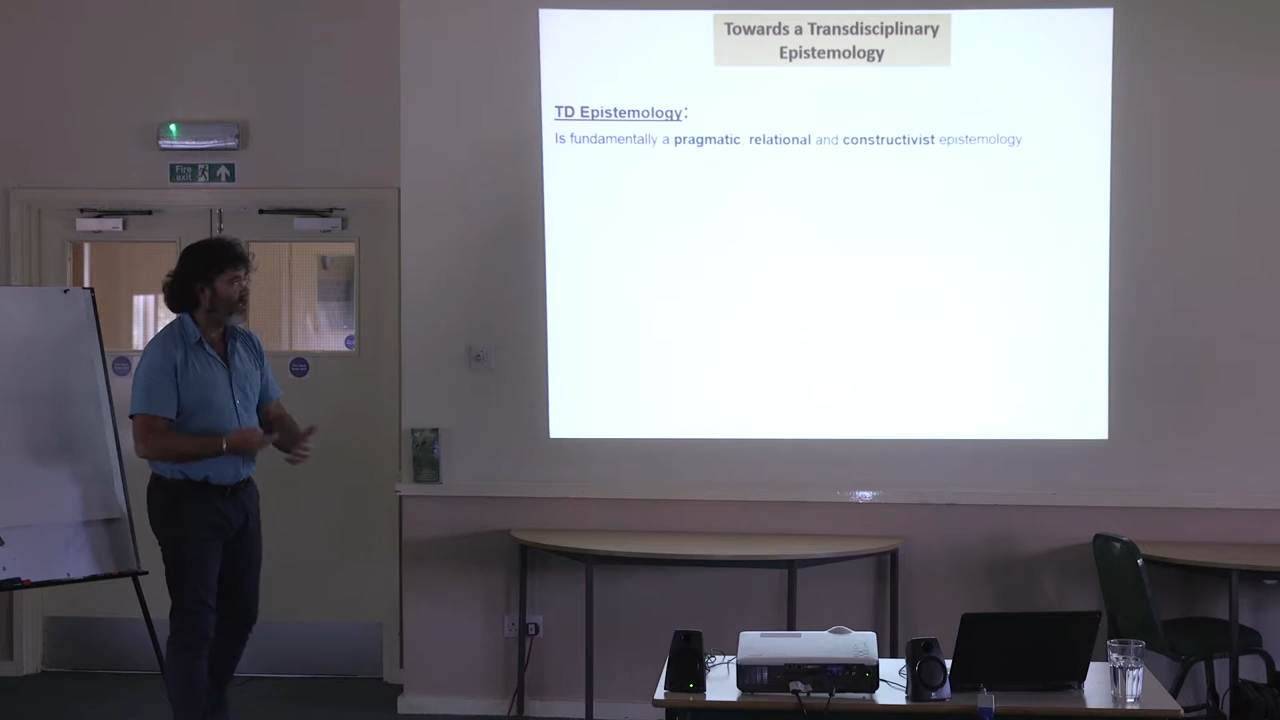 Towards a Transdisciplinary
Epistemology
TD Epistemology:
Is fundamentally a pragmatic, relational and constructivist epistemology
Fire
exit